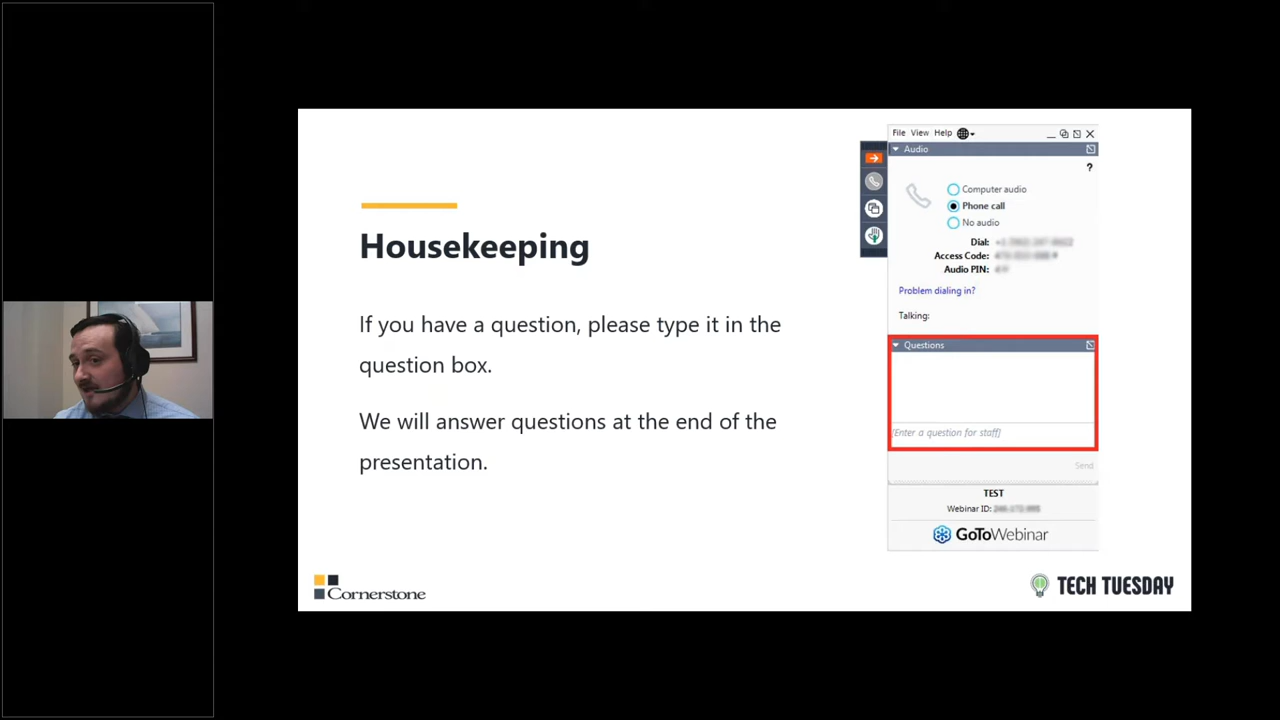 Housekeeping
If you have a question, please type it in the
question box.
We will answer questions at the end of the
presentation.
File View Help
Audio
?
Computer audio
Phone call
No audio
Dial:
Access Code:
Audio PIN:
Problem dialing in?
Talking:
Questions
[Enter a question for staff]
Send
TEST
Webinar ID:
GoToWebinar
Cornerstone
TECH TUESDAY